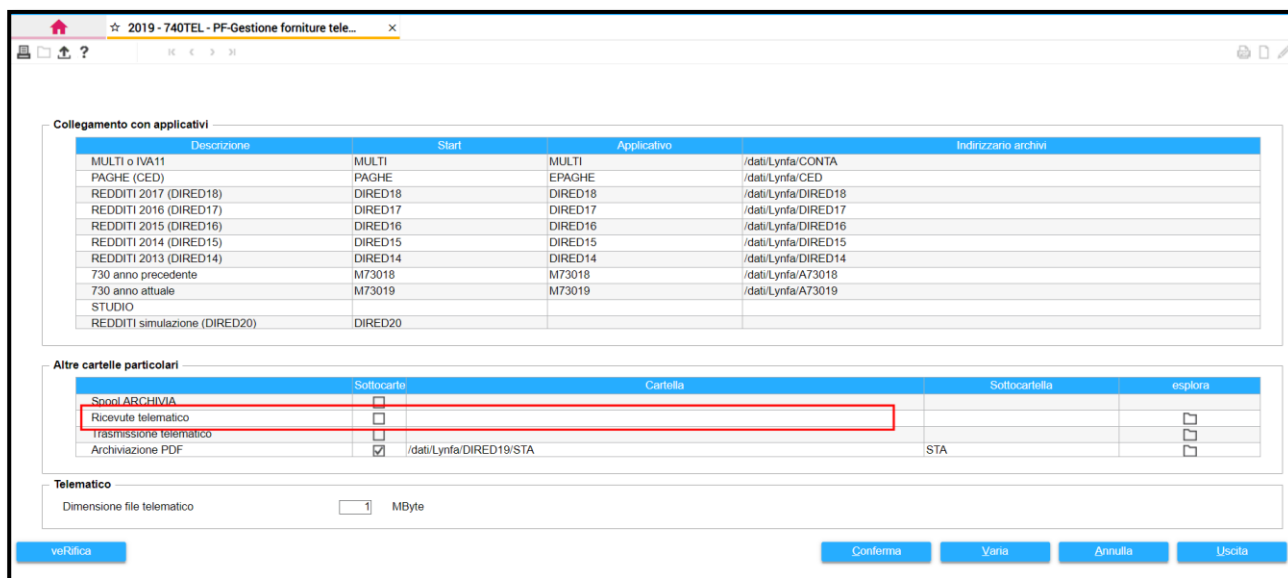 ☆ 2019 - 740TEL - PF-Gestione forniture tele... ×
?
Collegamento con applicativi
Descrizione Start Applicativo Indirizzario archivi
MULTI o IVA11 MULTI MULTI /dati/Lynfa/CONTA
PAGHE (CED) PAGHE EPAGHE /dati/Lynfa/CED
REDDITI 2017 (DIRED18) DIRED18 DIRED18 /dati/Lynfa/DIRED18
REDDITI 2016 (DIRED17) DIRED17 DIRED17 /dati/Lynfa/DIRED17
REDDITI 2015 (DIRED16) DIRED16 DIRED16 /dati/Lynfa/DIRED16
REDDITI 2014 (DIRED15) DIRED15 DIRED15 /dati/Lynfa/DIRED15
REDDITI 2013 (DIRED14) DIRED14 DIRED14 /dati/Lynfa/DIRED14
730 anno precedente M73018 M73018 /dati/Lynfa/A73018
730 anno attuale M73019 M73019 /dati/Lynfa/A73019
STUDIO
REDDITI simulazione (DIRED20) DIRED20
Altre cartelle particolari
Sottocarte Cartella Sottocartella esplora
Spool ARCHIVIA
Ricevute telematico
Trasmissione telematico
Archiviazione PDF /dati/Lynfa/DIRED19/STA STA
Telematico
Dimensione file telematico 1 MByte
veRifica Conferma Varia Annulla Uscita